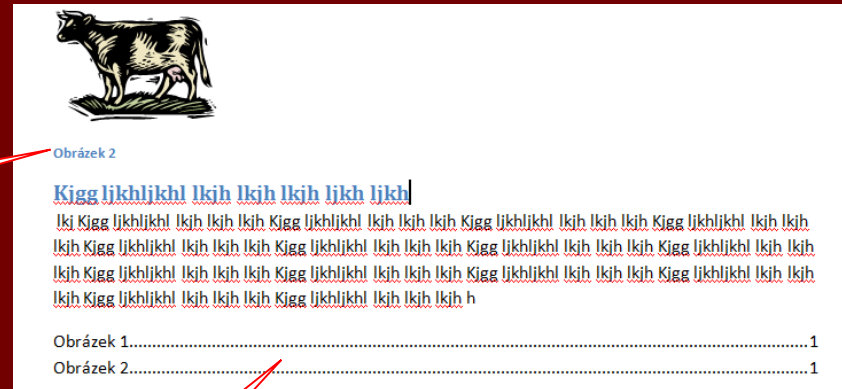 Obrázek 2
Kjgg ljkhljkhl lkjh lkjh lkjh ljkh ljkh
lkj Kjgg ljkhljkhl lkjh lkjh lkjh Kjgg ljkhljkhl lkjh lkjh lkjh Kjgg ljkhljkhl lkjh lkjh lkjh Kjgg ljkhljkhl lkjh lkjh
lkjh Kjgg ljkhljkhl lkjh lkjh lkjh Kjgg ljkhljkhl lkjh lkjh lkjh Kjgg ljkhljkhl lkjh lkjh lkjh Kjgg ljkhljkhl lkjh lkjh
lkjh Kjgg ljkhljkhl lkjh lkjh lkjh Kjgg ljkhljkhl lkjh lkjh lkjh Kjgg ljkhljkhl lkjh lkjh lkjh Kjgg ljkhljkhl lkjh lkjh
lkjh Kjgg ljkhljkhl lkjh lkjh lkjh Kjgg ljkhljkhl lkjh lkjh lkjh h
Obrázek 1.....1
Obrázek 2.....1